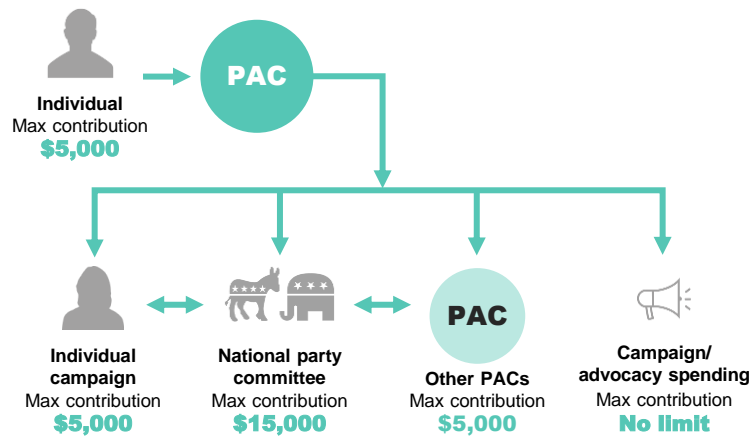 PAC
Individual
Max contribution
$5,000
Individual
campaign
Max contribution
$5,000
National party
committee
Max contribution
$15,000
PAC
Other PACs
Max contribution
$5,000
Campaign/
advocacy spending
Max contribution
No limit